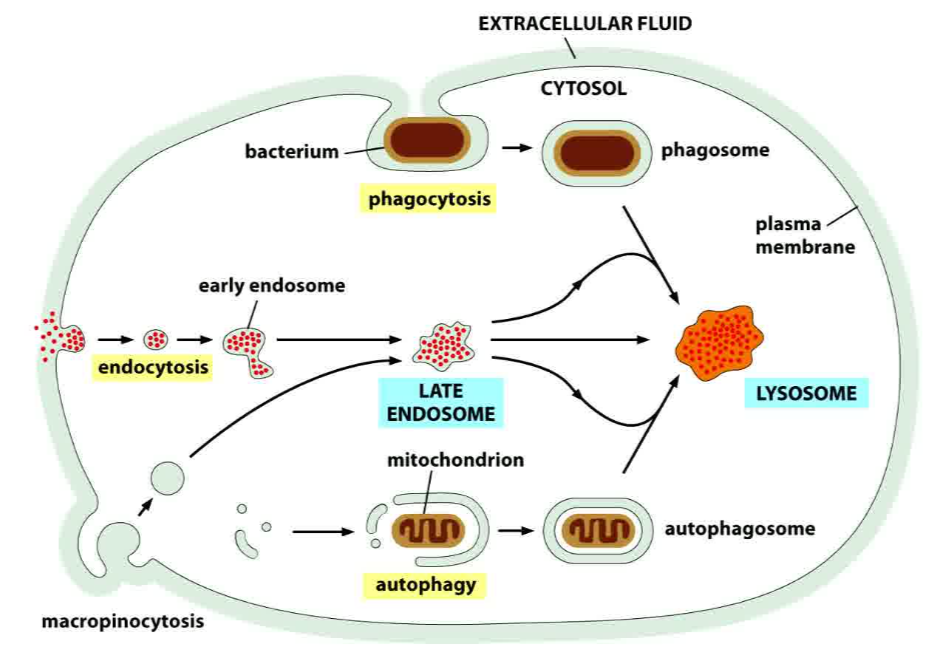 EXTRACELLULAR FLUID
CYTOSOL
bacterium
phagosome
phagocytosis
plasma
membrane
early endosome
endocytosis
LATE
ENDOSOME
LYSOSOME
mitochondrion
autophagosome
autophagy
macropinocytosis